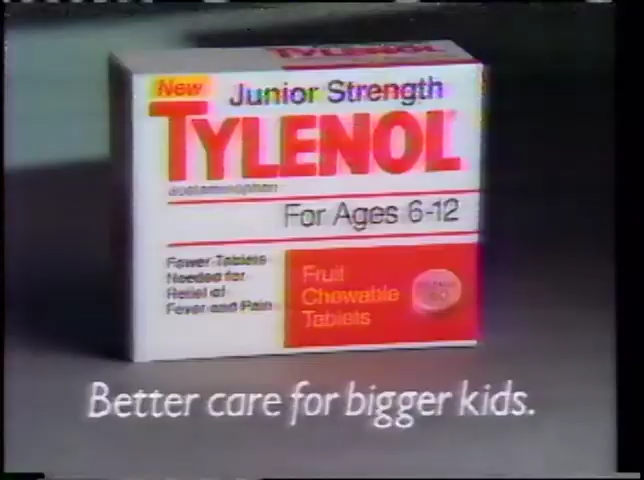 TYLENOL
New
Junior Strength
TYLENOL
acetaminophen
For Ages 6-12
Fewer Tablets
Needed for
Relief of
Fever and Pain
Fruit
Chewable
Tablets
Better care for bigger kids.